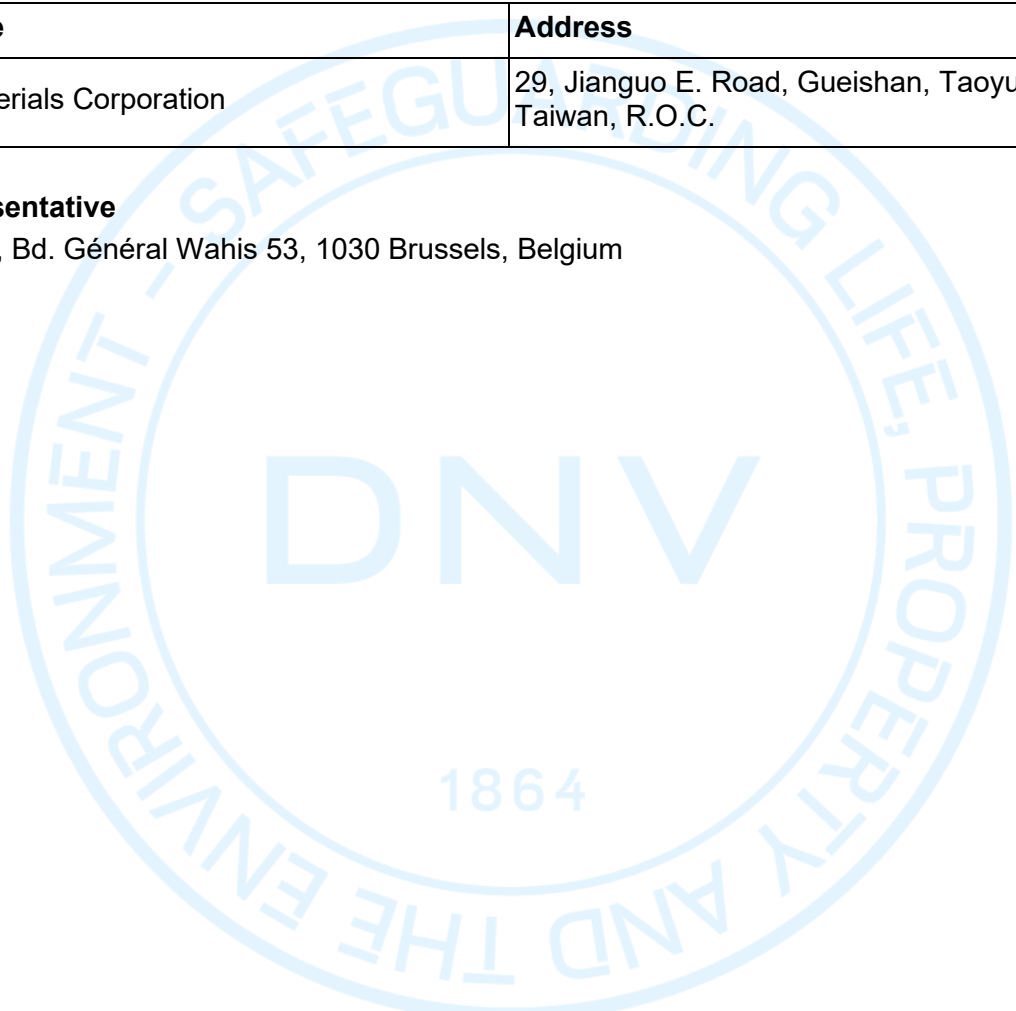 e Address
erials Corporation 29, Jianguo E. Road, Gueishan, Taoyu
Taiwan, R.O.C.
sentative
, Bd. Général Wahis 53, 1030 Brussels, Belgium
SAFEGUARDING LIFE, PROPERTY AND THE ENVIRONMENT -
DNV
1864